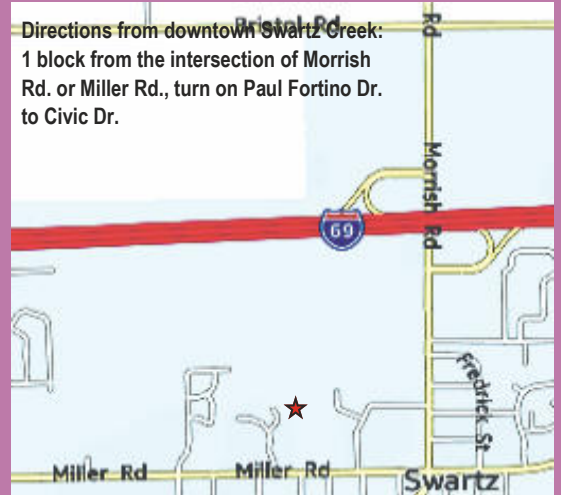 Bristol Rd
Directions from downtown Swartz Creek:
1 block from the intersection of Morrish
Rd. or Miller Rd., turn on Paul Fortino Dr.
to Civic Dr.
Rd
Morrish Rd
69
Fredrick St
Miller Rd
Miller Rd
Swartz